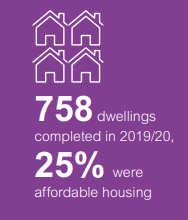 758 dwellings
completed in 2019/20,
25% were
affordable housing